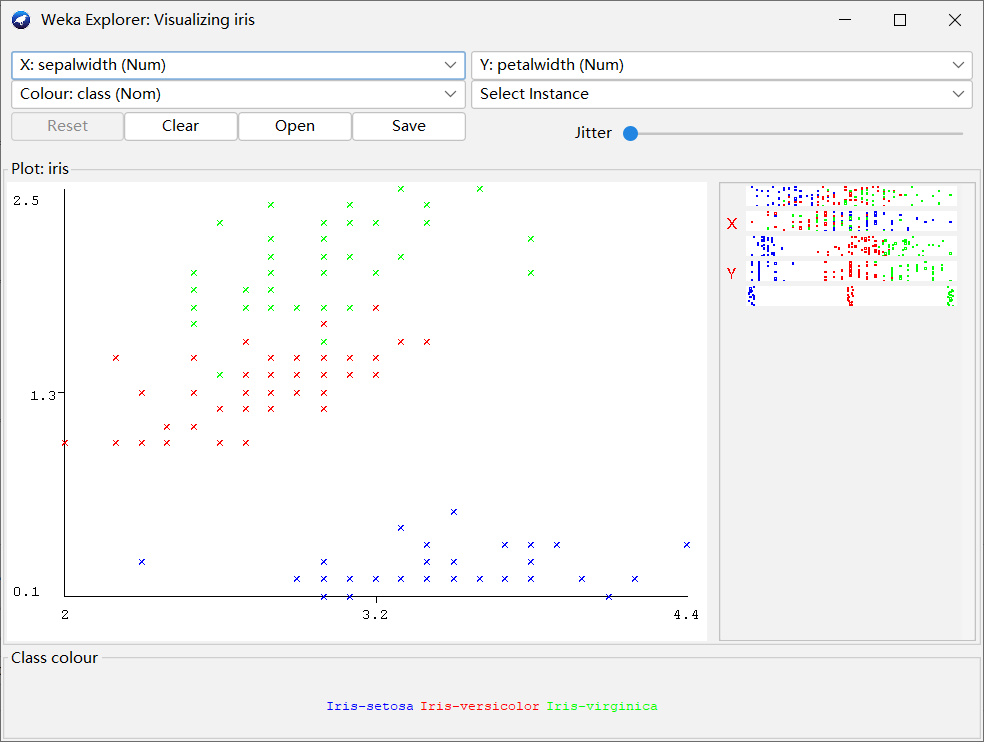 Weka Explorer: Visualizing iris
X: sepalwidth (Num) Y: petalwidth (Num)
Colour: class (Nom) Select Instance
Reset Clear Open Save Jitter
Plot: iris
2.5
X
Y
1.3
0.1
2 3.2 4.4
Class colour
Iris-setosa Iris-versicolor Iris-virginica